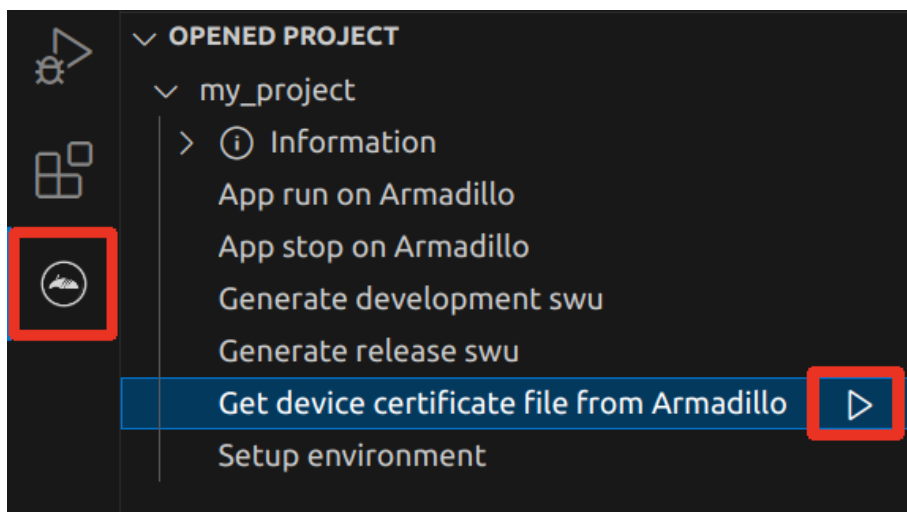 OPENED PROJECT
my_project
Information
App run on Armadillo
App stop on Armadillo
Generate development swu
Generate release swu
Get device certificate file from Armadillo
Setup environment